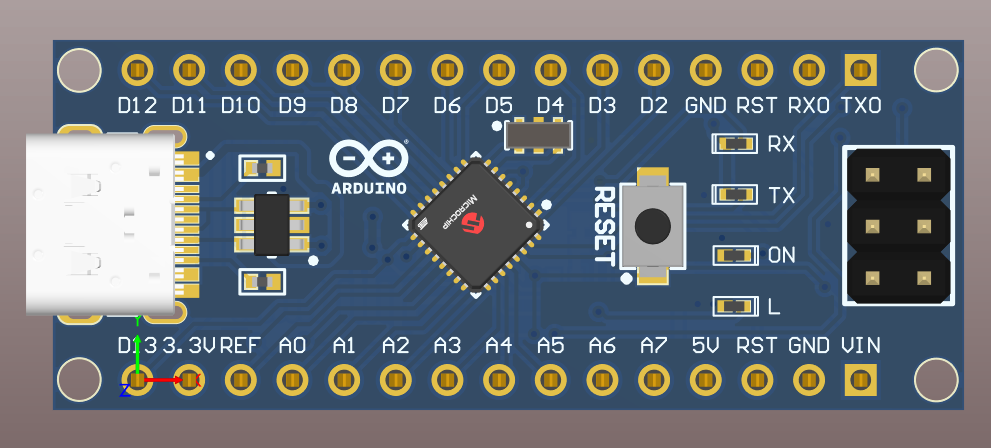 D12 D11 D10 D9 D8 D7 D6 D5 D4 D3 D2 GND RST RX0 TX0
RX
ARDUINO
MICROCHIP
RESET
TX
ON
L
D13 3.3V REF A0 A1 A2 A3 A4 A5 A6 A7 5V RST GND VIN
Z